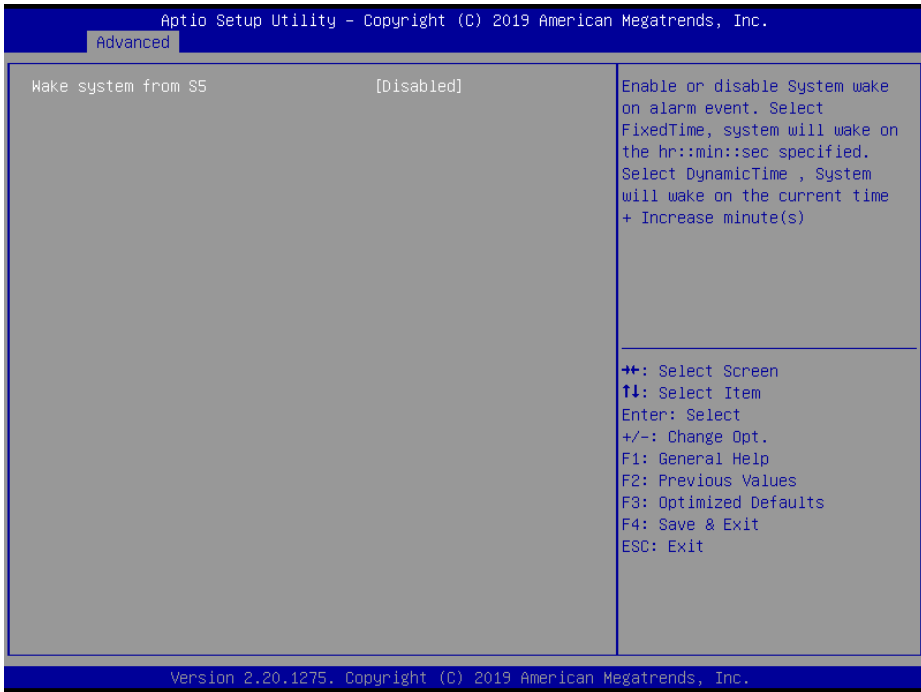 Aptio Setup Utility – Copyright (C) 2019 American Megatrends, Inc.
Advanced
Wake system from S5 [Disabled]
Enable or disable System wake
on alarm event. Select
FixedTime, system will wake on
the hr::min::sec specified.
Select DynamicTime , System
will wake on the current time
+ Increase minute(s)
→←: Select Screen
↑↓: Select Item
Enter: Select
+/-: Change Opt.
F1: General Help
F2: Previous Values
F3: Optimized Defaults
F4: Save & Exit
ESC: Exit
Version 2.20.1275. Copyright (C) 2019 American Megatrends, Inc.